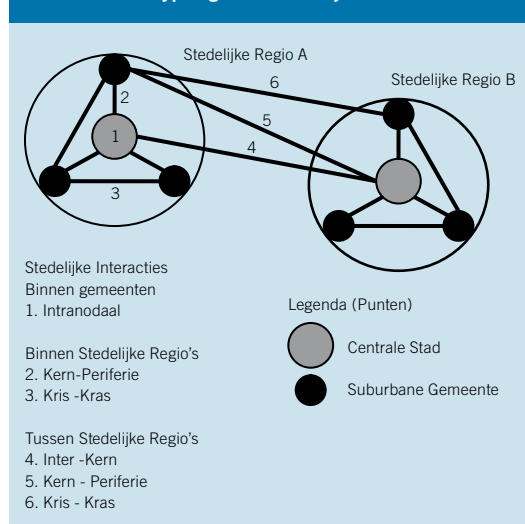 Stedelijke Regio A
Stedelijke Regio B
6
2
5
1
4
3
Stedelijke Interacties
Binnen gemeenten
1. Intranodaal
Binnen Stedelijke Regio's
2. Kern-Periferie
3. Kris -Kras
Tussen Stedelijke Regio's
4. Inter -Kern
5. Kern - Periferie
6. Kris - Kras
Legenda (Punten)
Centrale Stad
Suburbane Gemeente